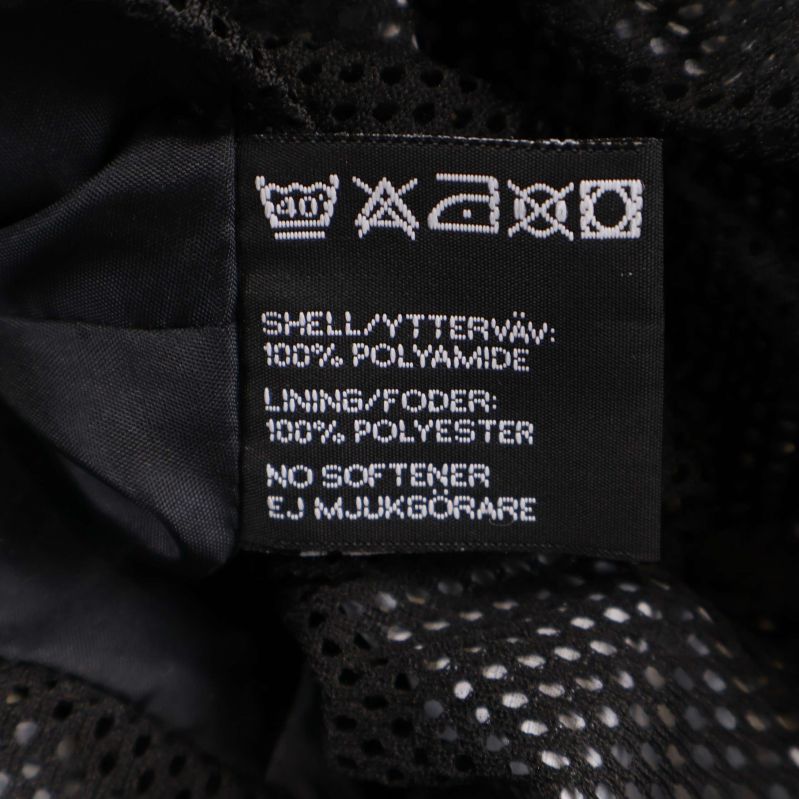 40°
SHELL/YTTERVÄV:
100% POLYAMIDE
LINING/FODER:
100% POLYESTER
NO SOFTENER
EJ MJUKGÖRARE